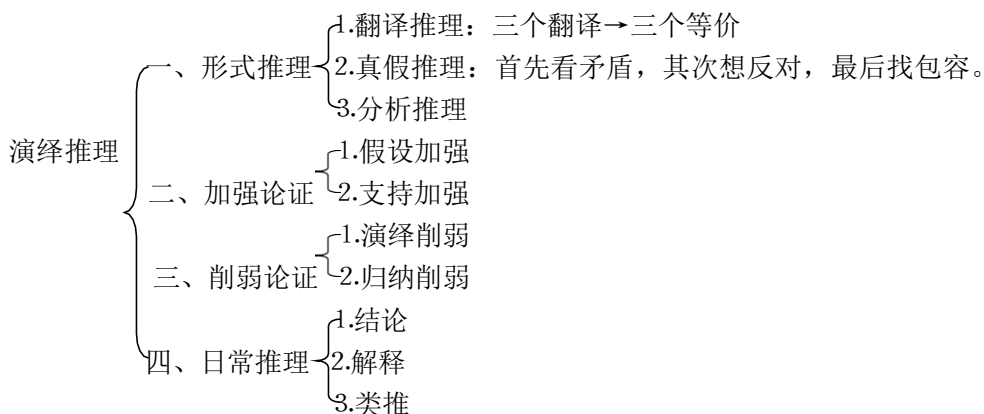 演绎推理
一、形式推理
1.翻译推理：三个翻译→三个等价
2.真假推理：首先看矛盾，其次想反对，最后找包容。
3.分析推理
二、加强论证
1.假设加强
2.支持加强
三、削弱论证
1.演绎削弱
2.归纳削弱
四、日常推理
1.结论
2.解释
3.类推